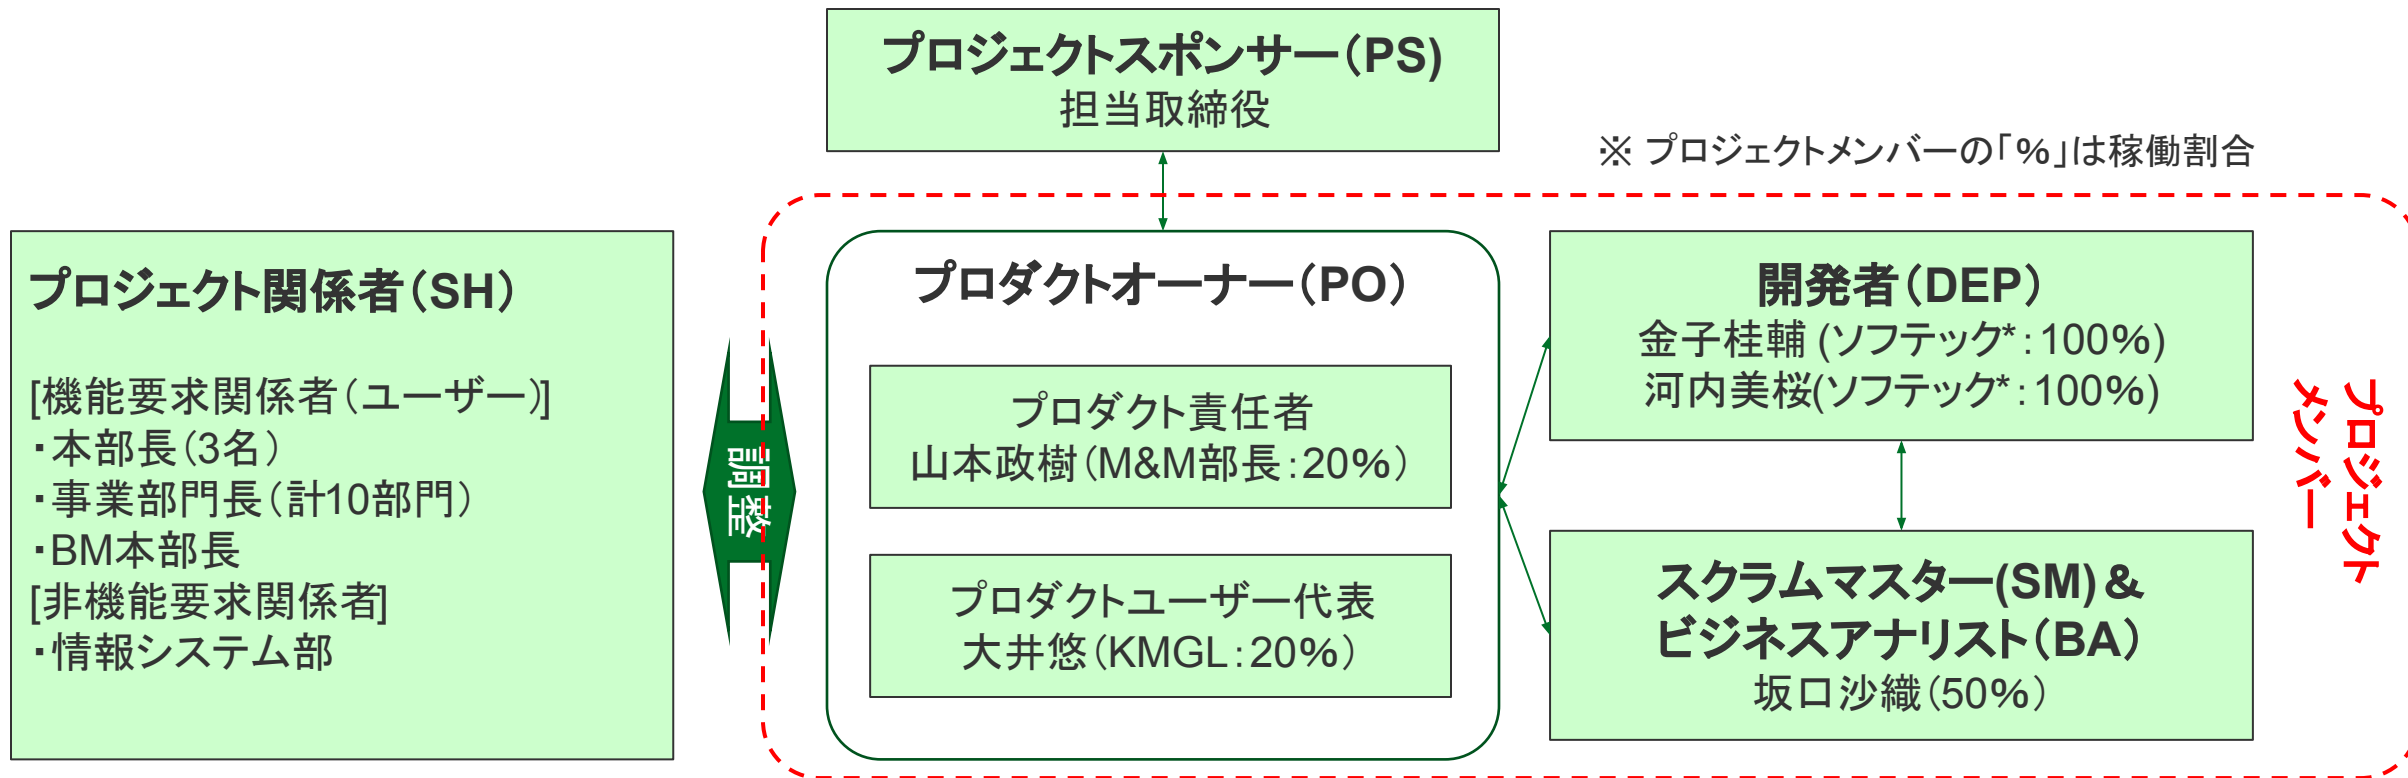 プロジェクトスポンサー(PS)
担当取締役
※ プロジェクトメンバーの「%」は稼働割合
プロジェクト関係者(SH)
[機能要求関係者(ユーザー)]
・本部長(3名)
・事業部門長(計10部門)
・BM本部長
[非機能要求関係者]
・情報システム部
調整
プロダクトオーナー(PO)
プロダクト責任者
山本政樹(M&M部長:20%)
プロダクトユーザー代表
大井悠(KMGL:20%)
開発者(DEP)
金子桂輔 (ソフテック*:100%)
河内美桜(ソフテック*:100%)
スクラムマスター(SM)&
ビジネスアナリスト(BA)
坂口沙織(50%)
プロジェクト
メンバー